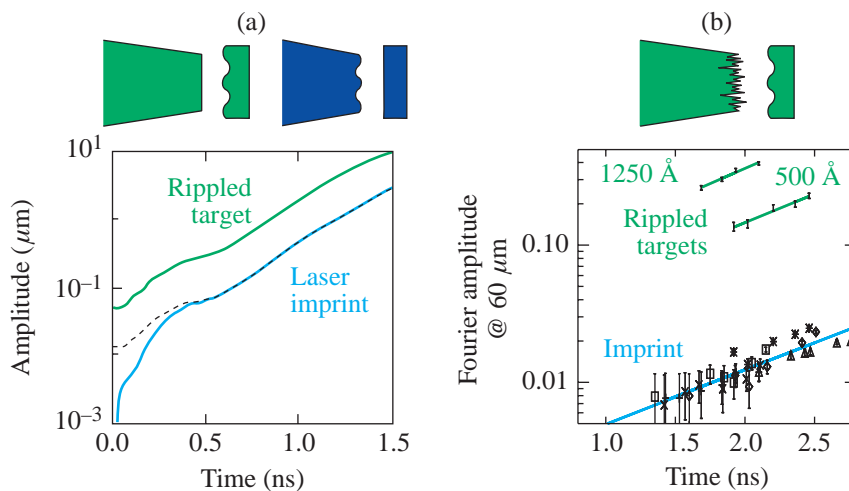 (a)
(b)
Amplitude (μm)
10¹
10⁰
10⁻¹
10⁻³
Rippled
target
Laser
imprint
0.0
0.5
1.0
1.5
Time (ns)
Fourier amplitude
@ 60 μm
0.10
0.01
1250 Å
500 Å
Rippled
targets
Imprint
1.0
1.5
2.0
2.5
Time (ns)